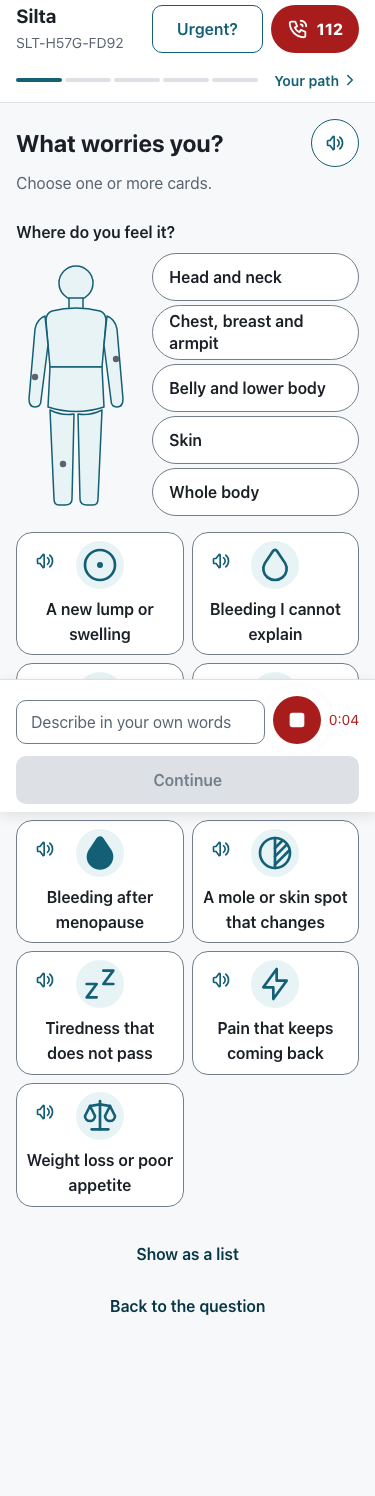 Silta
SLT-H57G-FD92
Urgent?
112
Your path
What worries you?
Choose one or more cards.
Where do you feel it?
Head and neck
Chest, breast and
armpit
Belly and lower body
Skin
Whole body
A new lump or
swelling
Bleeding I cannot
explain
Describe in your own words
0:04
Continue
Bleeding after
menopause
A mole or skin spot
that changes
Tiredness that
does not pass
Pain that keeps
coming back
Weight loss or poor
appetite
Show as a list
Back to the question